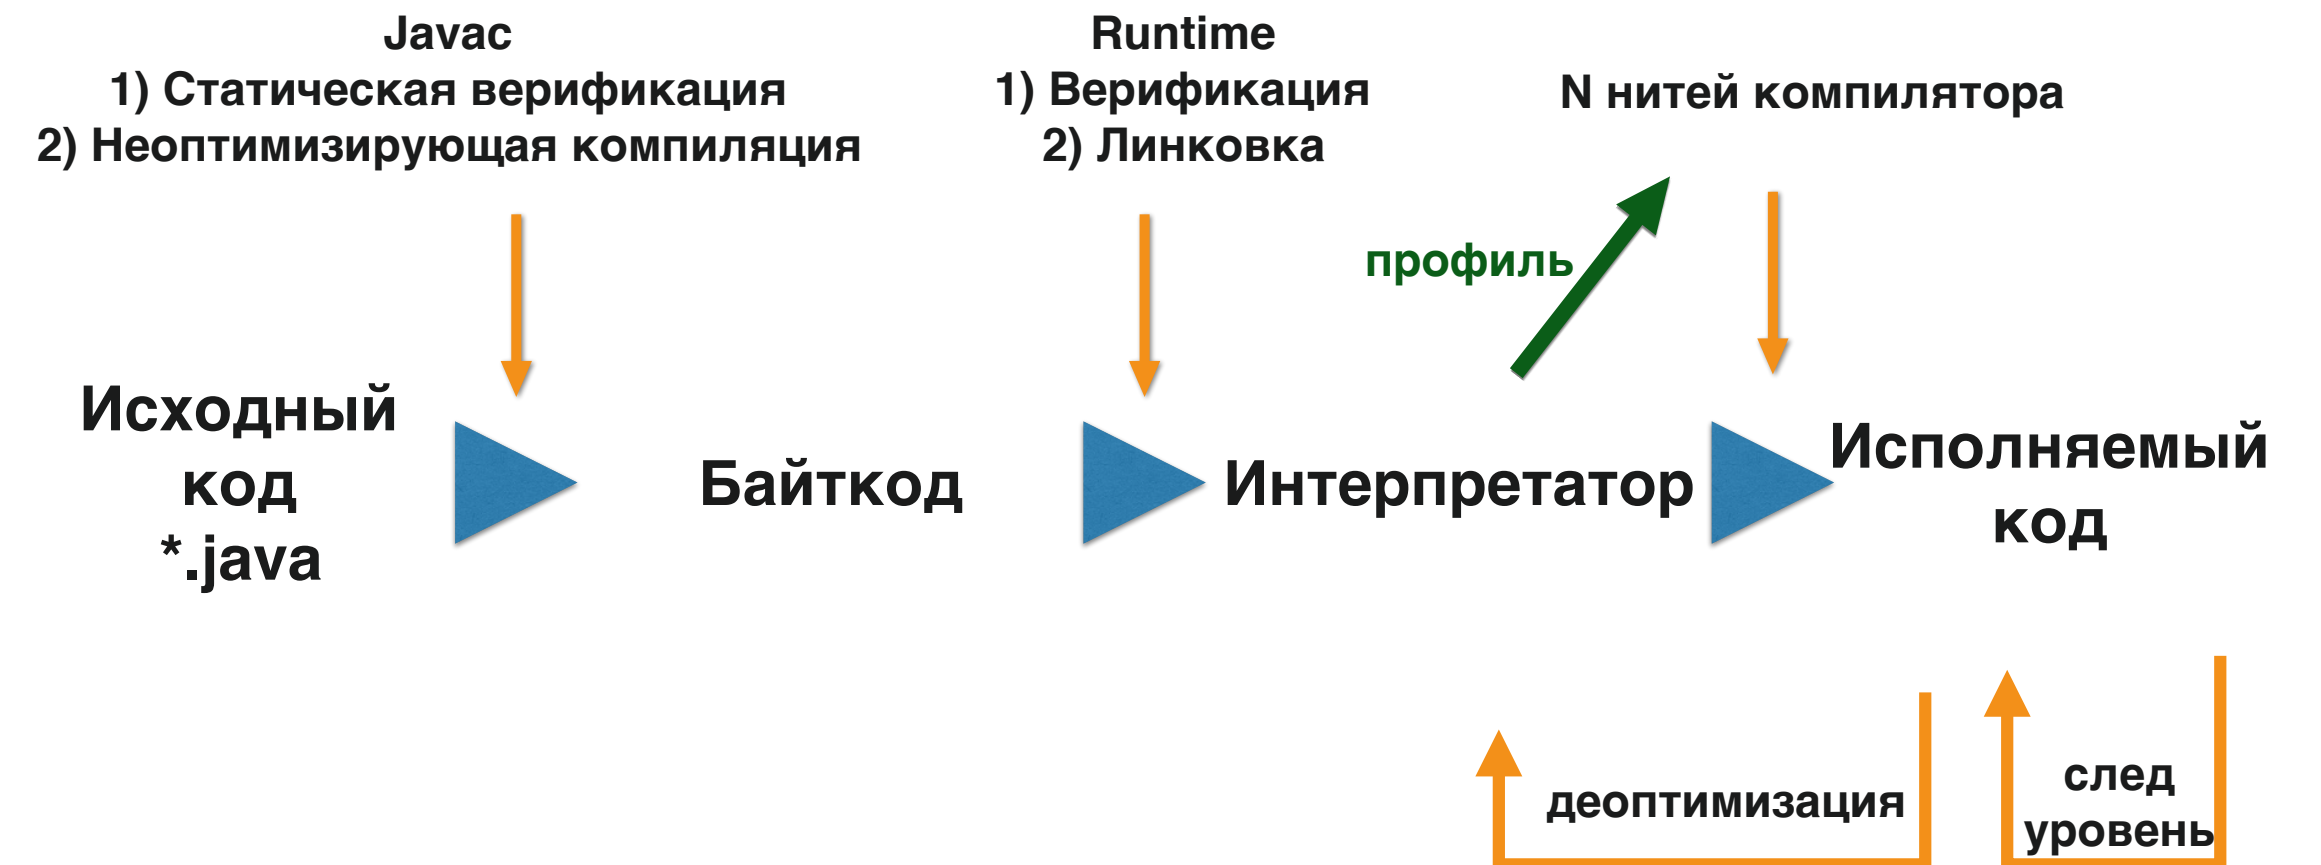 Javac
1) Статическая верификация
2) Неоптимизирующая компиляция
Runtime
1) Верификация
2) Линковка
N нитей компилятора
профиль
Исходный
код
*.java
Байткод
Интерпретатор
Исполняемый
код
деоптимизация
след
уровень